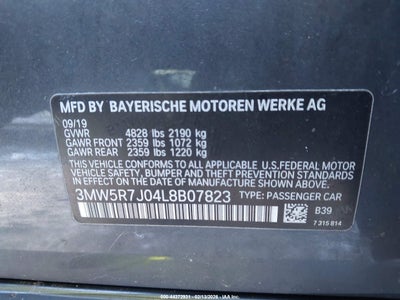 MFD BY BAYERISCHE MOTOREN WERKE AG
09/19
GVWR 4828 lbs 2190 kg
GAWR FRONT 2359 lbs 1072 kg
GAWR REAR 2359 lbs 1220 kg
THIS VEHICLE CONFORMS TO ALL APPLICABLE
U.S.FEDERAL MOTOR
VEHICLE SAFETY, BUMPER AND THEFT PREVENTION STANDARDS
IN EFFECT ON THE DATE OF MANUFACTURE SHOWN ABOVE.
3MW5R7J04L8B07823 TYPE: PASSENGER CAR
B39
7 315 814